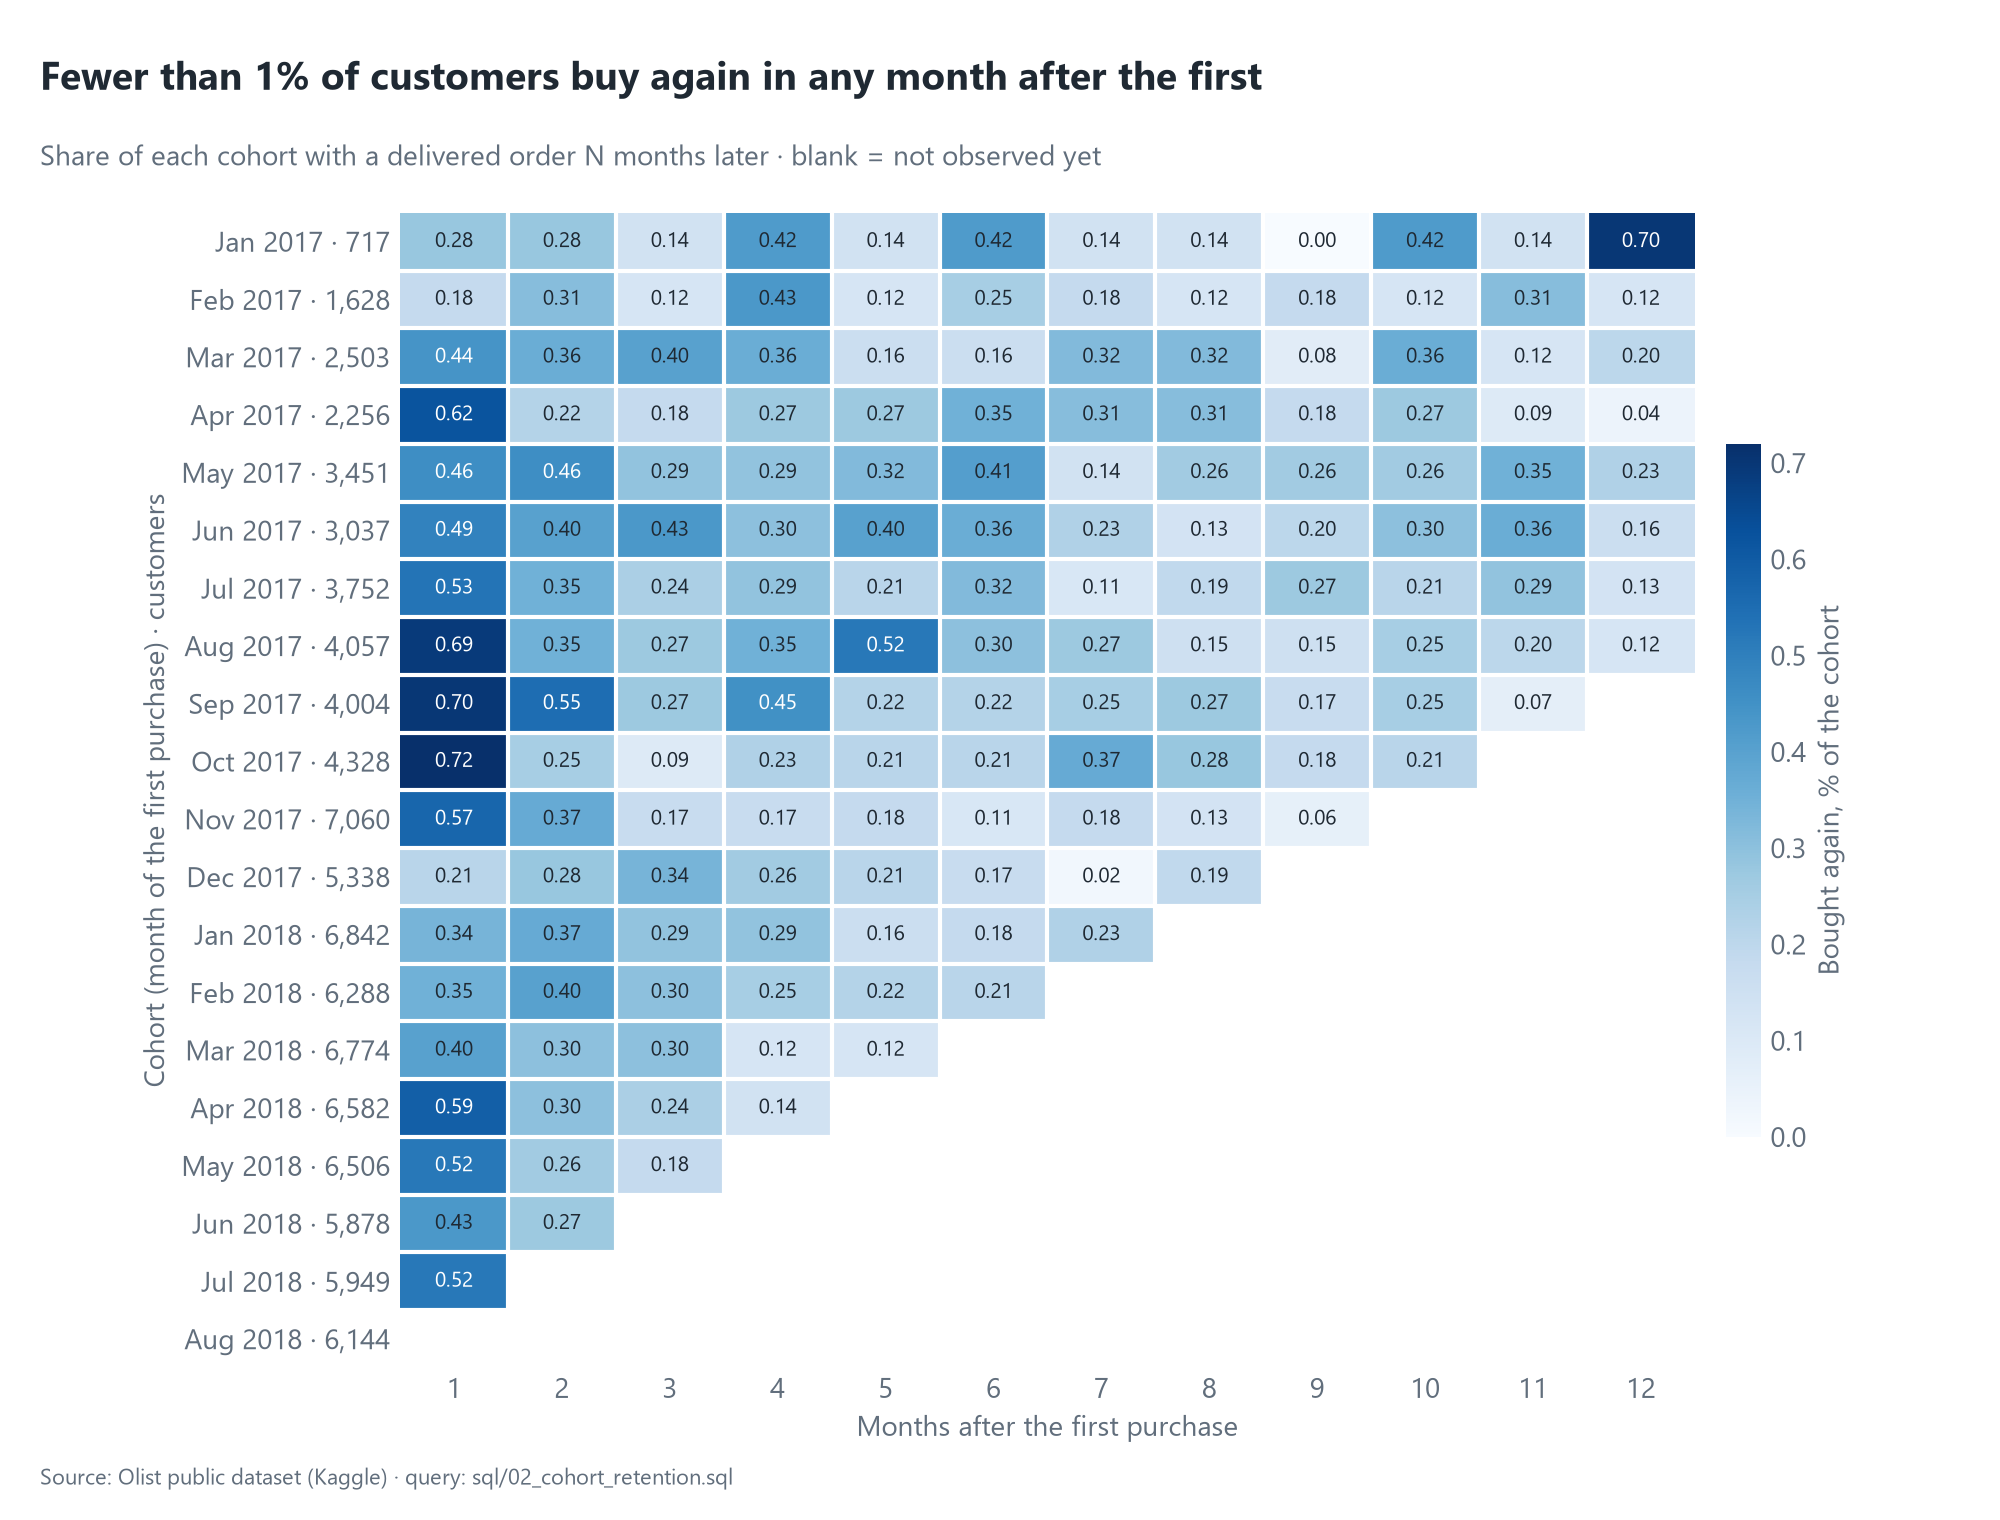 Fewer than 1% of customers buy again in any month after the first
Share of each cohort with a delivered order N months later · blank = not observed yet
Cohort (month of the first purchase) · customers
Jan 2017 · 717 0.28 0.28 0.14 0.42 0.14 0.42 0.14 0.14 0.00 0.42 0.14 0.70
Feb 2017 · 1,628 0.18 0.31 0.12 0.43 0.12 0.25 0.18 0.12 0.18 0.12 0.31 0.12
Mar 2017 · 2,503 0.44 0.36 0.40 0.36 0.16 0.16 0.32 0.32 0.08 0.36 0.12 0.20
Apr 2017 · 2,256 0.62 0.22 0.18 0.27 0.27 0.35 0.31 0.31 0.18 0.27 0.09 0.04
May 2017 · 3,451 0.46 0.46 0.29 0.29 0.32 0.41 0.14 0.26 0.26 0.26 0.35 0.23
Jun 2017 · 3,037 0.49 0.40 0.43 0.30 0.40 0.36 0.23 0.13 0.20 0.30 0.36 0.16
Jul 2017 · 3,752 0.53 0.35 0.24 0.29 0.21 0.32 0.11 0.19 0.27 0.21 0.29 0.13
Aug 2017 · 4,057 0.69 0.35 0.27 0.35 0.52 0.30 0.27 0.15 0.15 0.25 0.20 0.12
Sep 2017 · 4,004 0.70 0.55 0.27 0.45 0.22 0.22 0.25 0.27 0.17 0.25 0.07
Oct 2017 · 4,328 0.72 0.25 0.09 0.23 0.21 0.21 0.37 0.28 0.18 0.21
Nov 2017 · 7,060 0.57 0.37 0.17 0.17 0.18 0.11 0.18 0.13 0.06
Dec 2017 · 5,338 0.21 0.28 0.34 0.26 0.21 0.17 0.02 0.19
Jan 2018 · 6,842 0.34 0.37 0.29 0.29 0.16 0.18 0.23
Feb 2018 · 6,288 0.35 0.40 0.30 0.25 0.22 0.21
Mar 2018 · 6,774 0.40 0.30 0.30 0.12 0.12
Apr 2018 · 6,582 0.59 0.30 0.24 0.14
May 2018 · 6,506 0.52 0.26 0.18
Jun 2018 · 5,878 0.43 0.27
Jul 2018 · 5,949 0.52
Aug 2018 · 6,144
1 2 3 4 5 6 7 8 9 10 11 12
Months after the first purchase
0.7
0.6
0.5
0.4
0.3
0.2
0.1
0.0
Bought again, % of the cohort
Source: Olist public dataset (Kaggle) · query: sql/02_cohort_retention.sql